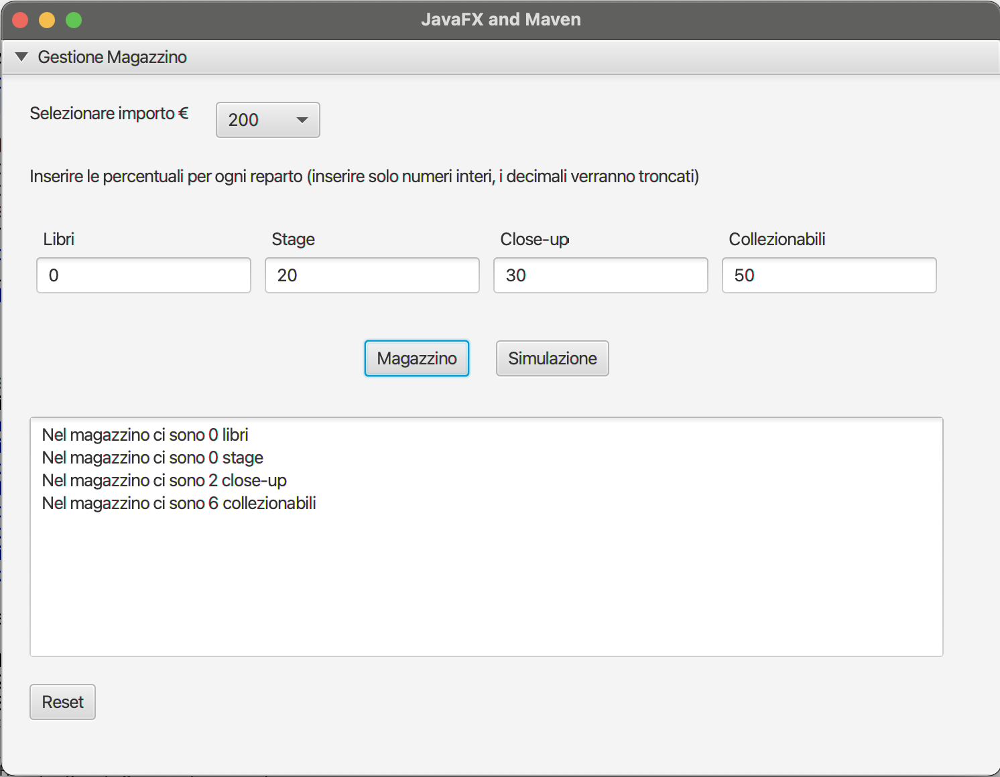 JavaFX and Maven
Gestione Magazzino
Selezionare importo €
200
Inserire le percentuali per ogni reparto (inserire solo numeri interi, i decimali verranno troncati)
Libri
Stage
Close-up
Collezionabili
0
20
30
50
Magazzino
Simulazione
Nel magazzino ci sono 0 libri
Nel magazzino ci sono 0 stage
Nel magazzino ci sono 2 close-up
Nel magazzino ci sono 6 collezionabili
Reset